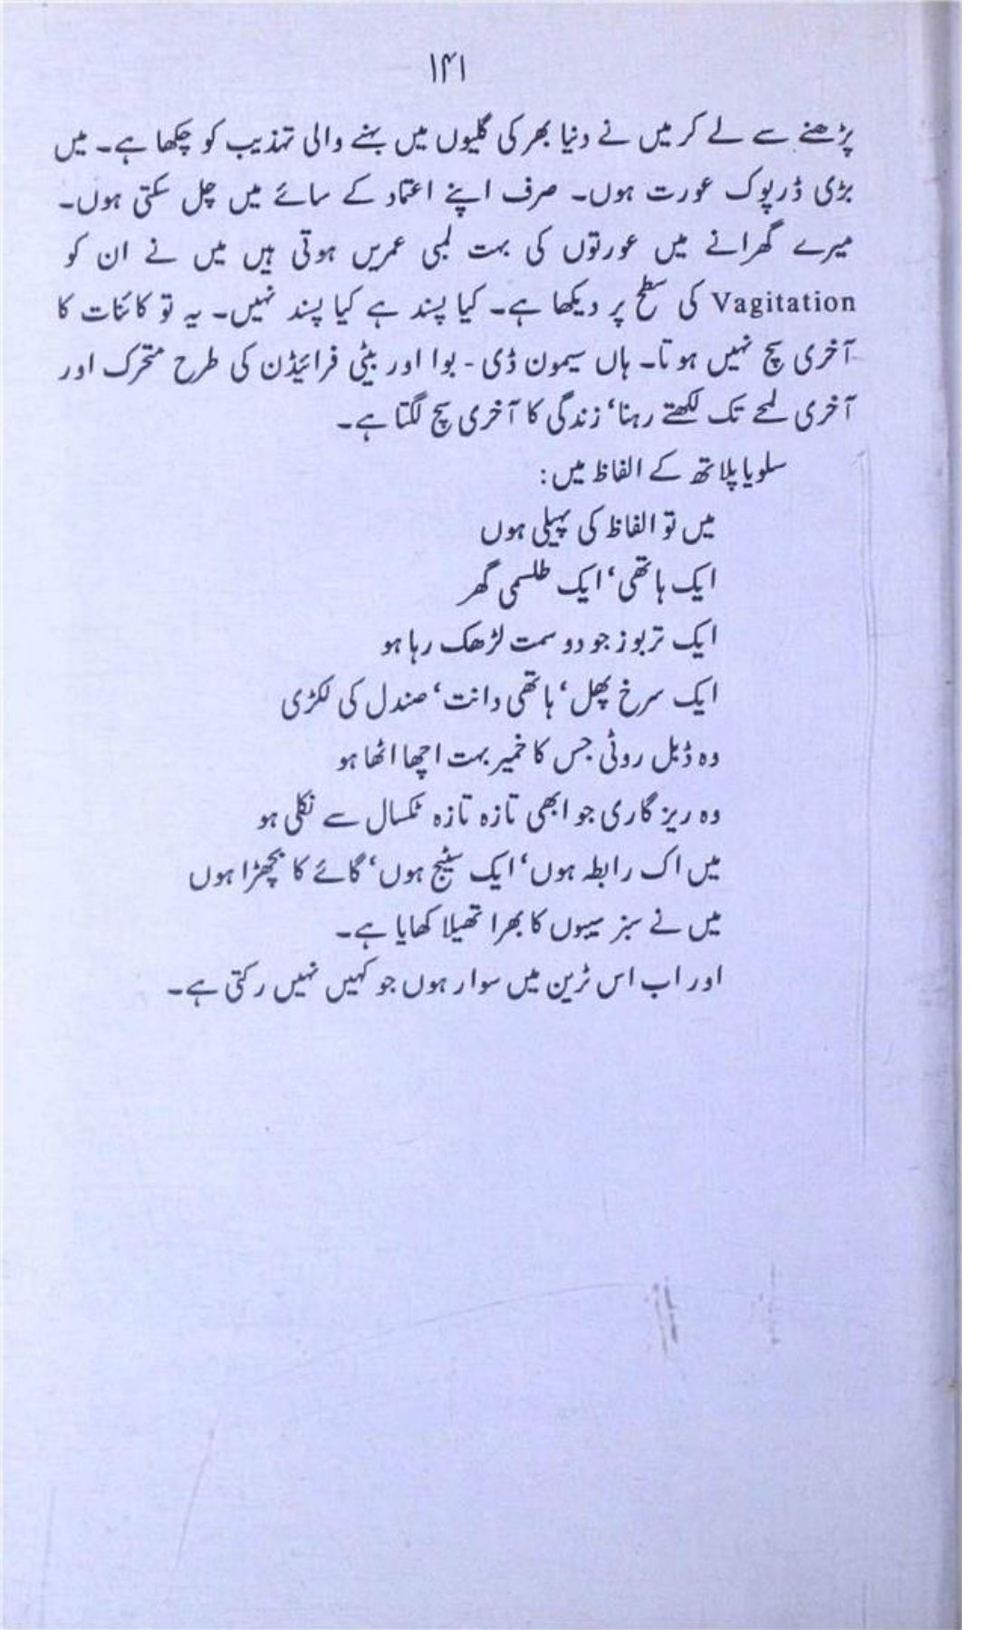 ۱۴۱
پڑھنے سے لے کر میں نے دنیا بھر کی گلیوں میں بہنے والی تہذیب کو چکھا ہے۔ میں
بڑی ڈرپوک عورت ہوں۔ صرف اپنے اعتماد کے سائے میں چل سکتی ہوں۔
میرے گھرانے میں عورتوں کی بہت لمبی عمریں ہوتی ہیں میں نے ان کو
Vagitation کی سطح پر دیکھا ہے۔ کیا پسند ہے کیا پسند نہیں۔ یہ تو کائنات کا
آخری سچ نہیں ہوتا۔ ہاں سیمون ڈی - بوا اور بیٹی فرائیڈن کی طرح متحرک اور
آخری لمحے تک لکھتے رہنا‘ زندگی کا آخری سچ لگتا ہے۔
سلویا پلاتھ کے الفاظ میں:
میں تو الفاظ کی پہیلی ہوں
ایک ہاتھی‘ ایک طلسمی گھر
ایک تربوز جو دو سمت لڑھک رہا ہو
ایک سرخ پھل‘ ہاتھی دانت‘ صندل کی لکڑی
وہ ڈبل روٹی جس کا خمیر بہت اچھا اٹھا ہو
وہ ریزگاری جو ابھی تازہ تازہ ٹکسال سے نکلی ہو
میں اک رابطہ ہوں‘ ایک سٹیج ہوں‘ گائے کا بچھڑا ہوں
میں نے سبز سیبوں کا بھرا تھیلا کھایا ہے۔
اور اب اس ٹرین میں سوار ہوں جو کہیں نہیں رکتی ہے۔